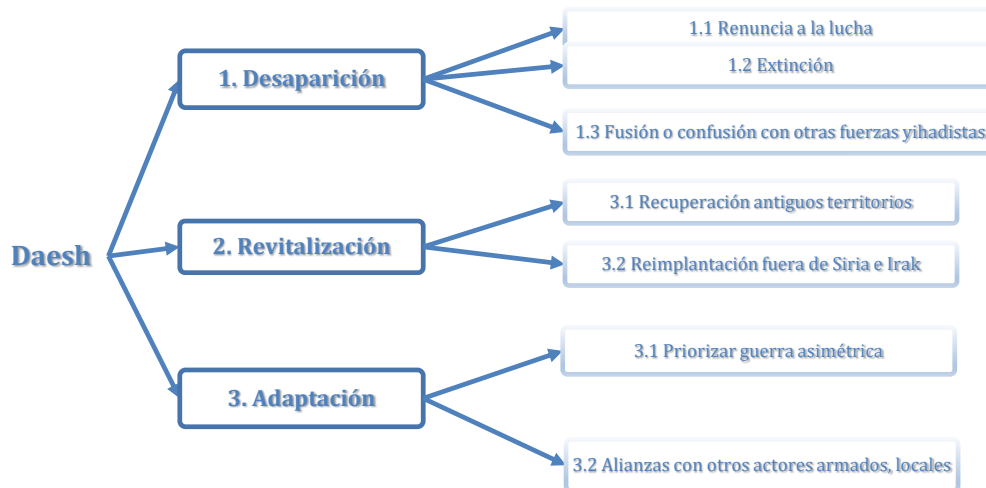 Daesh
1. Desaparición
1.1 Renuncia a la lucha
1.2 Extinción
1.3 Fusión o confusión con otras fuerzas yihadistas
2. Revitalización
3.1 Recuperación antiguos territorios
3.2 Reimplantación fuera de Siria e Irak
3. Adaptación
3.1 Priorizar guerra asimétrica
3.2 Alianzas con otros actores armados, locales